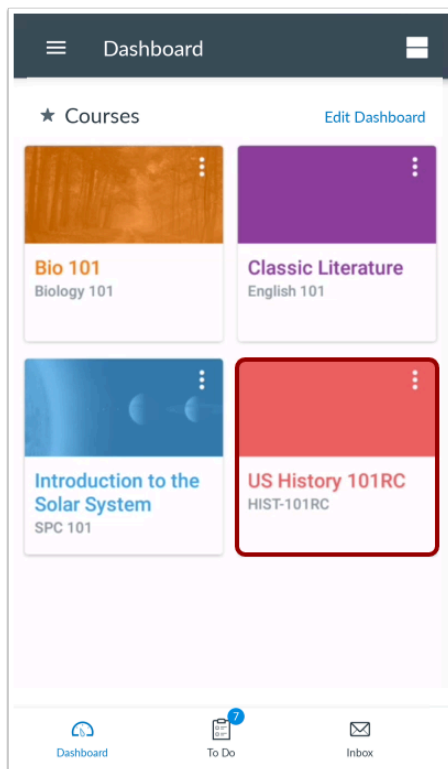 Dashboard
★ Courses
Edit Dashboard
Bio 101
Biology 101
Classic Literature
English 101
Introduction to the
Solar System
SPC 101
US History 101RC
HIST-101RC
7
Dashboard
To Do
Inbox